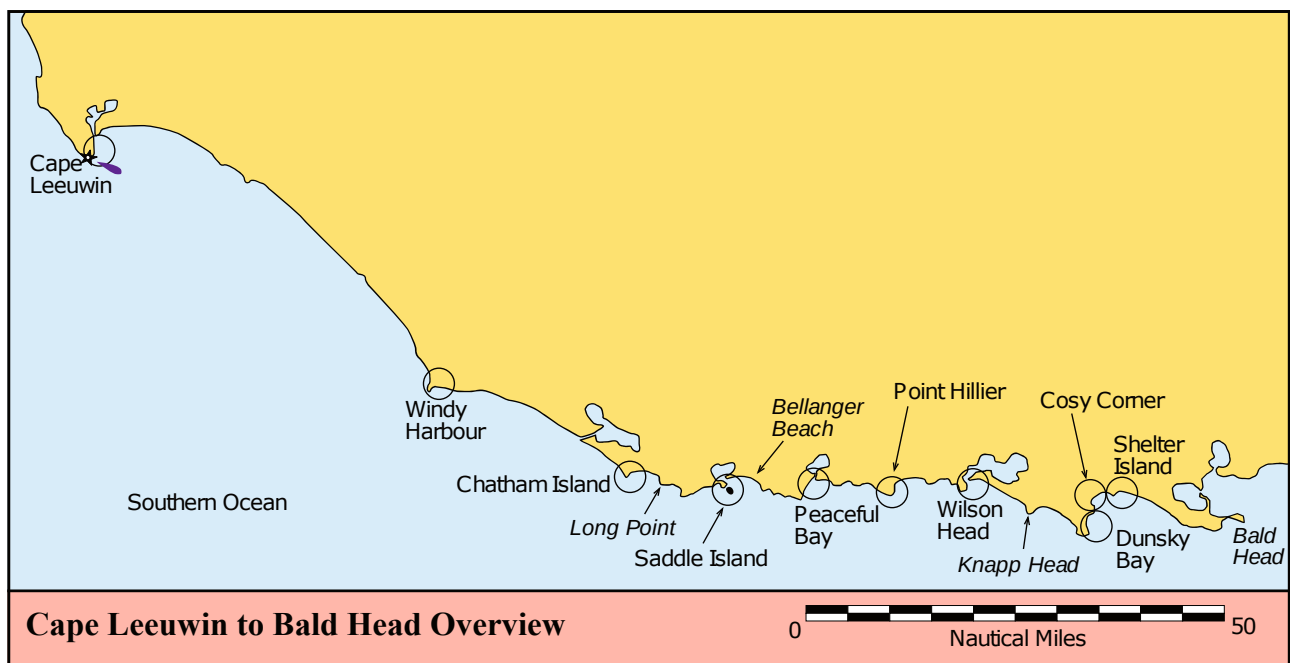 Cape
Leeuwin
Windy
Harbour
Southern Ocean
Chatham Island
Long Point
Saddle Island
Bellanger
Beach
Peaceful
Bay
Point Hillier
Wilson
Head
Knapp Head
Cosy Corner
Shelter
Island
Dunsky
Bay
Bald
Head
Cape Leeuwin to Bald Head Overview
0
50
Nautical Miles